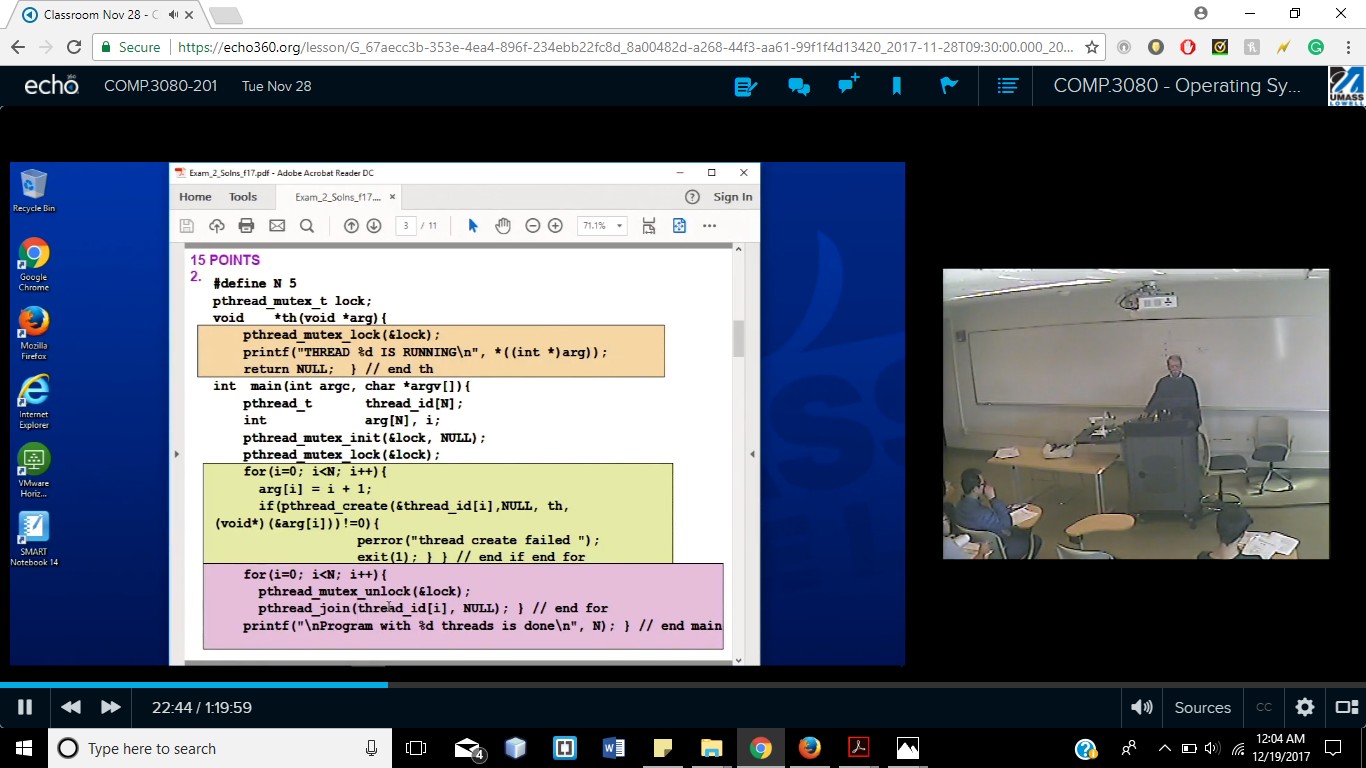 Classroom Nov 28 - C
Secure
https://echo360.org/lesson/G_67aecc3b-353e-4ea4-896f-234ebb22fc8d_8a00482d-a268-44f3-aa61-99f1f4d13420_2017-11-28T09:30:00.000_20...
echo 360
COMP.3080-201
Tue Nov 28
COMP.3080 - Operating Sy...
UMASS
LOWELL
Recycle Bin
Google
Chrome
Mozilla
Firefox
Internet
Explorer
VMware
Horiz...
SMART
Notebook 14
Exam_2_Solns_f17.pdf - Adobe Acrobat Reader DC
Home
Tools
Exam_2_Solns_f17....
Sign In
3 / 11
71.1%
15 POINTS
2.
#define N 5
pthread_mutex_t lock;
void *th(void *arg){
pthread_mutex_lock(&lock);
printf("THREAD %d IS RUNNING\n", *((int *)arg));
return NULL; } // end th
int main(int argc, char *argv[]){
pthread_t thread_id[N];
int arg[N], i;
pthread_mutex_init(&lock, NULL);
pthread_mutex_lock(&lock);
for(i=0; i<N; i++){
arg[i] = i + 1;
if(pthread_create(&thread_id[i],NULL, th,
(void*)(&arg[i]))!=0){
perror("thread create failed ");
exit(1); } } // end if end for
for(i=0; i<N; i++){
pthread_mutex_unlock(&lock);
pthread_join(thread_id[i], NULL); } // end for
printf("\nProgram with %d threads is done\n", N); } // end main
22:44 / 1:19:59
CC
Sources
Type here to search
4
12:04 AM
12/19/2017